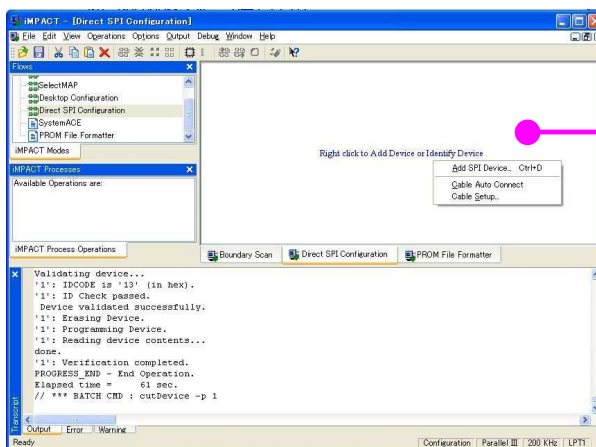 iMPACT - [Direct SPI Configuration]
File Edit View Operations Options Output Debug Window Help
Flows
SelectMAP
Desktop Configuration
Direct SPI Configuration
SystemACE
PROM File Formatter
iMPACT Modes
iMPACT Processes
Available Operations are:
iMPACT Process Operations
Right click to Add Device or Identify Device
Add SPI Device... Ctrl+D
Cable Auto Connect
Cable Setup...
Boundary Scan Direct SPI Configuration PROM File Formatter
Validating device...
'1': IDCODE is '13' (in hex).
'1': ID Check passed.
Device validated successfully.
'1': Erasing Device.
'1': Programming Device.
'1': Reading device contents...
done.
'1': Verification completed.
PROGRESS_END - End Operation.
Elapsed time = 61 sec.
// *** BATCH CMD : cutDevice -p 1
Transcript
Output Error Warning
Ready
Configuration Parallel III 200 KHz LPT1